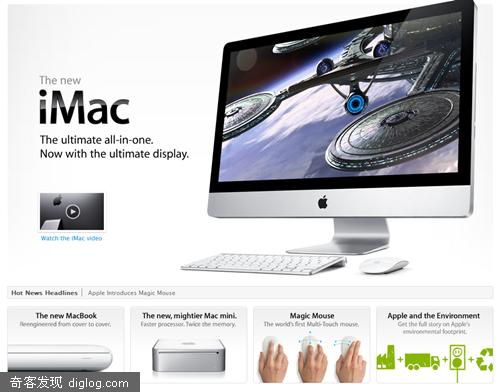 The new
iMac
The ultimate all-in-one.
Now with the ultimate display.
Watch the iMac video
Hot News Headlines
Apple Introduces Magic Mouse
The new MacBook
Reengineered from cover to cover.
The new, mightier Mac mini.
Faster processor. Twice the memory.
Magic Mouse
The world's first Multi-Touch mouse.
Apple and the Environment
Get the full story on Apple's
environmental footprint.
奇客发现 diglog.com